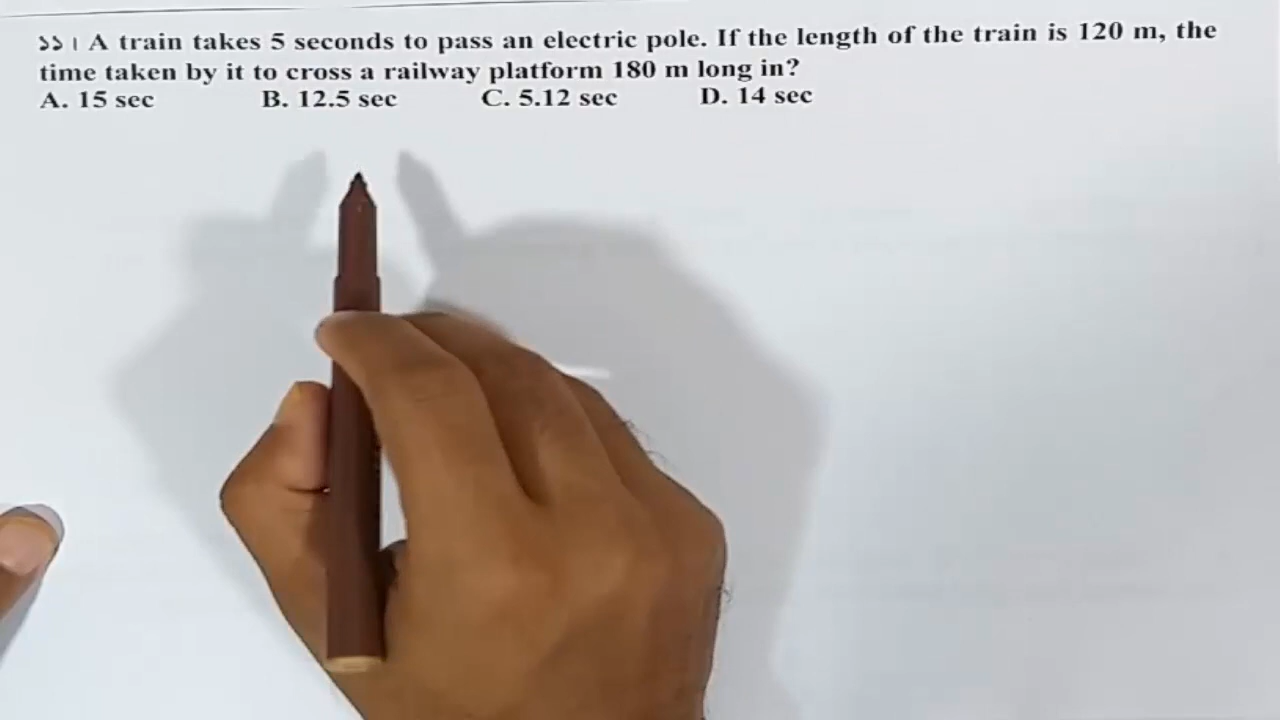 ১১। A train takes 5 seconds to pass an electric pole. If the length of the train is 120 m, the
time taken by it to cross a railway platform 180 m long in?
A. 15 sec B. 12.5 sec C. 5.12 sec D. 14 sec